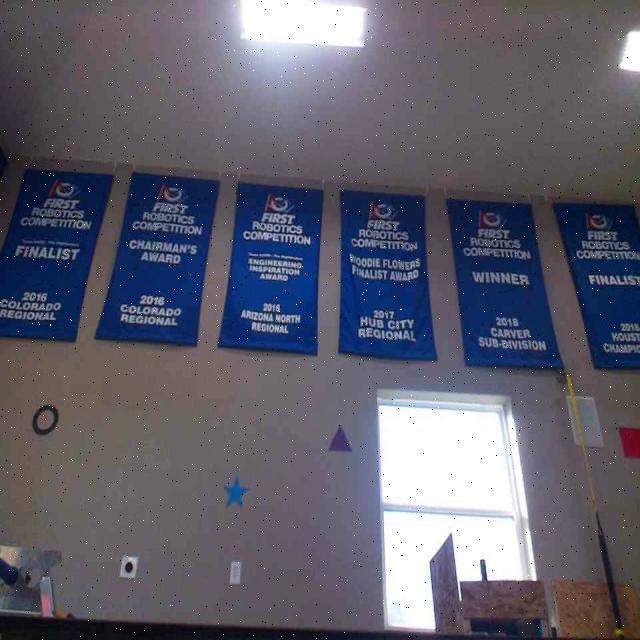 FIRST
ROBOTICS
COMPETITION
FINALIST
2016
COLORADO
REGIONAL
FIRST
ROBOTICS
COMPETITION
CHAIRMAN'S
AWARD
2016
COLORADO
REGIONAL
FIRST
ROBOTICS
COMPETITION
ENGINEERING
INSPIRATION
AWARD
2015
ARIZONA NORTH
REGIONAL
FIRST
ROBOTICS
COMPETITION
WOODIE FLOWERS
FINALIST AWARD
2017
HUB CITY
REGIONAL
FIRST
ROBOTICS
COMPETITION
WINNER
2018
CARVER
SUB-DIVISION
FIRST
ROBOTICS
COMPETITION
FINALIST